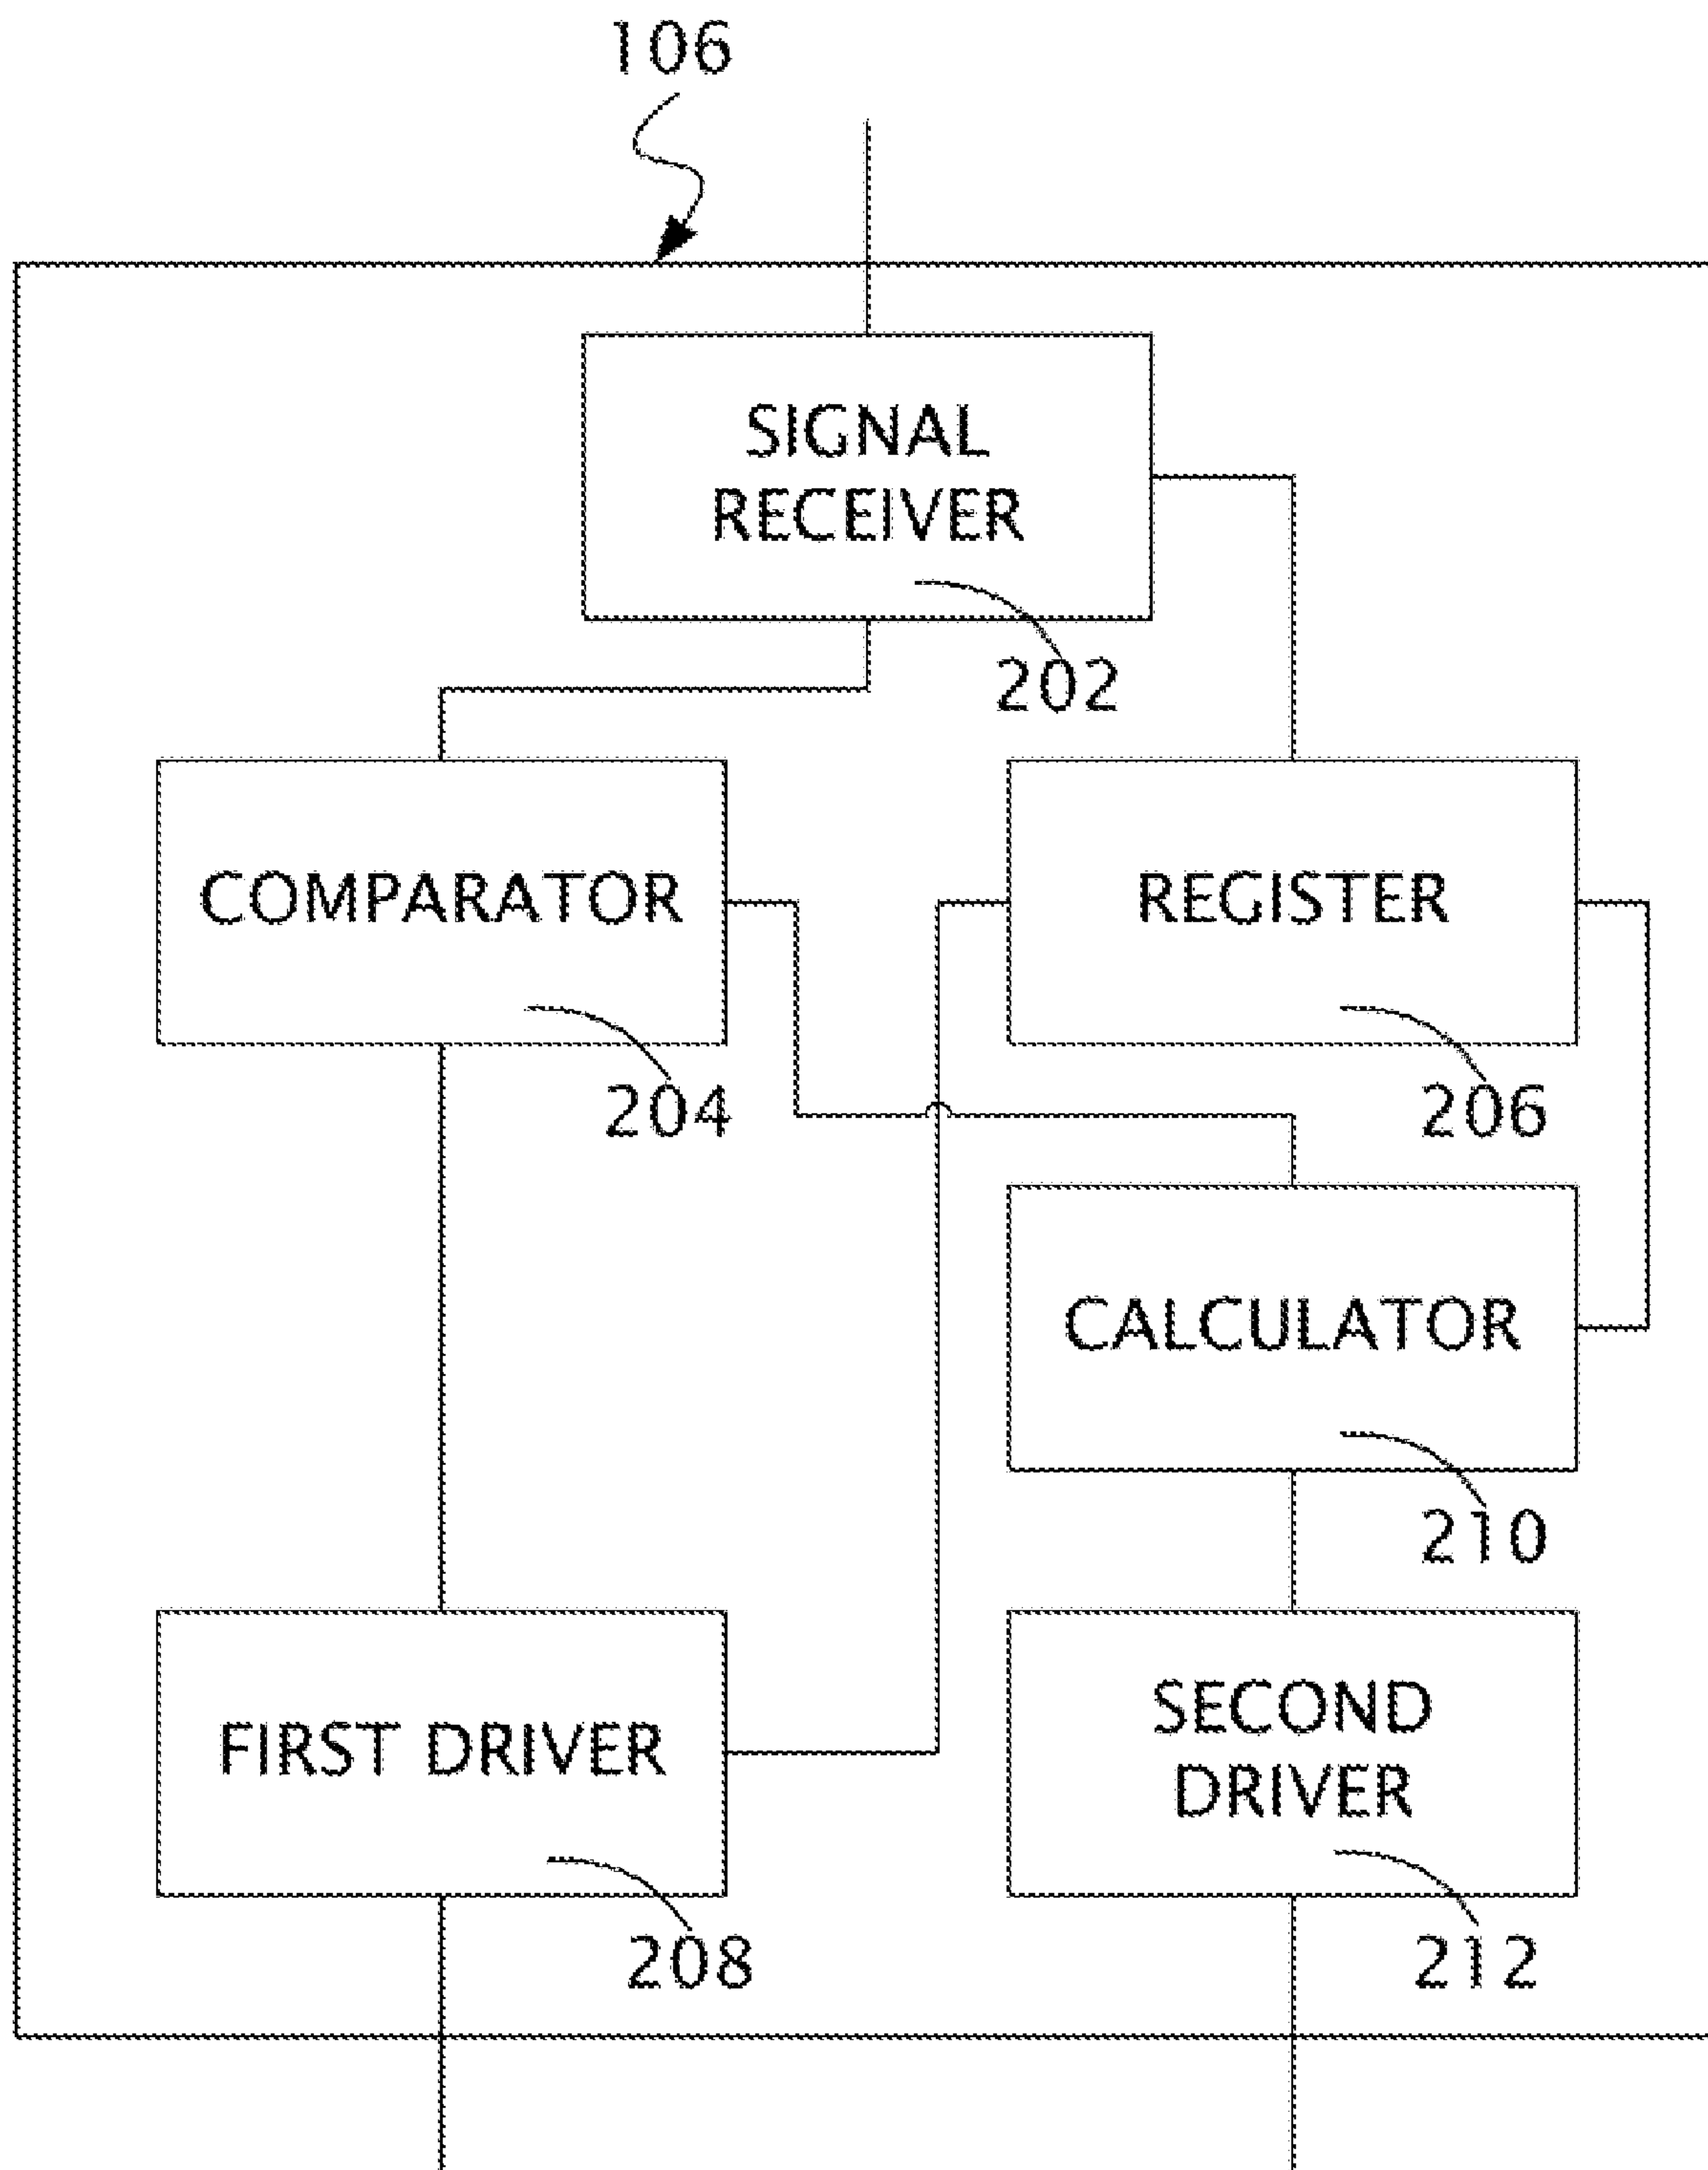 106
SIGNAL
RECEIVER
202
COMPARATOR
204
REGISTER
206
CALCULATOR
210
FIRST DRIVER
208
SECOND
DRIVER
212